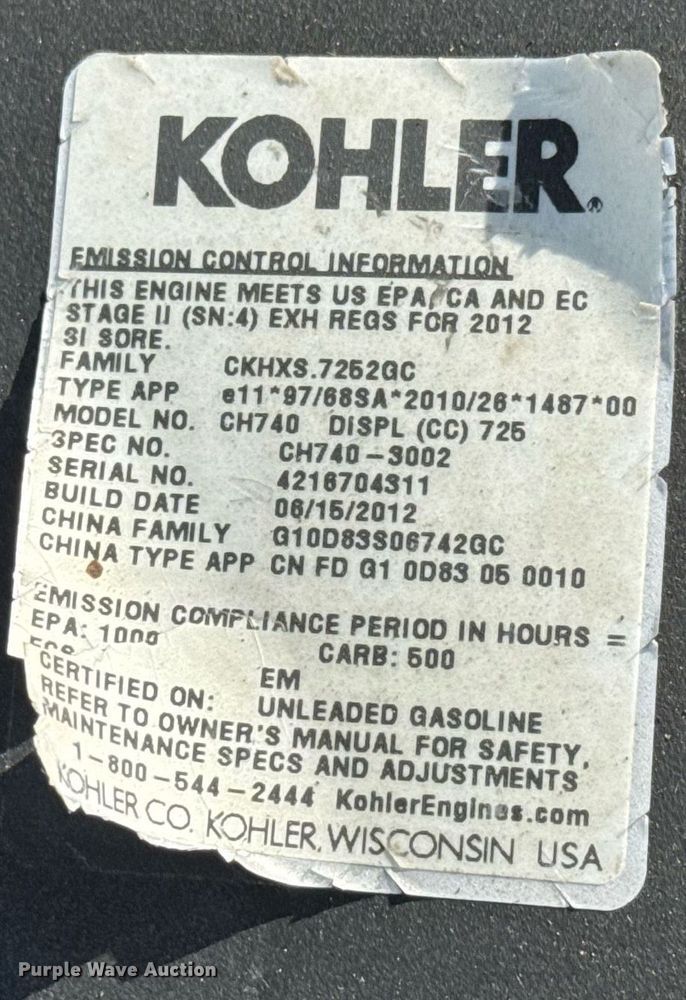 KOHLER®
EMISSION CONTROL INFORMATION
THIS ENGINE MEETS US EPA, CA AND EC
STAGE II (SN:4) EXH REGS FOR 2012
SI SORE.
FAMILY CKHXS.7252GC
TYPE APP e11*97/68SA*2010/26*1487*00
MODEL NO. CH740 DISPL (CC) 725
SPEC NO. CH740-3002
SERIAL NO. 4216704311
BUILD DATE 06/15/2012
CHINA FAMILY G10D83S06742GC
CHINA TYPE APP CN FD G1 0D83 05 0010
EMISSION COMPLIANCE PERIOD IN HOURS =
EPA: 1000 CARB: 500
ECS EM
CERTIFIED ON: UNLEADED GASOLINE
REFER TO OWNER'S MANUAL FOR SAFETY,
MAINTENANCE SPECS AND ADJUSTMENTS
1-800-544-2444 KohlerEngines.com
KOHLER CO. KOHLER, WISCONSIN USA
Purple Wave Auction